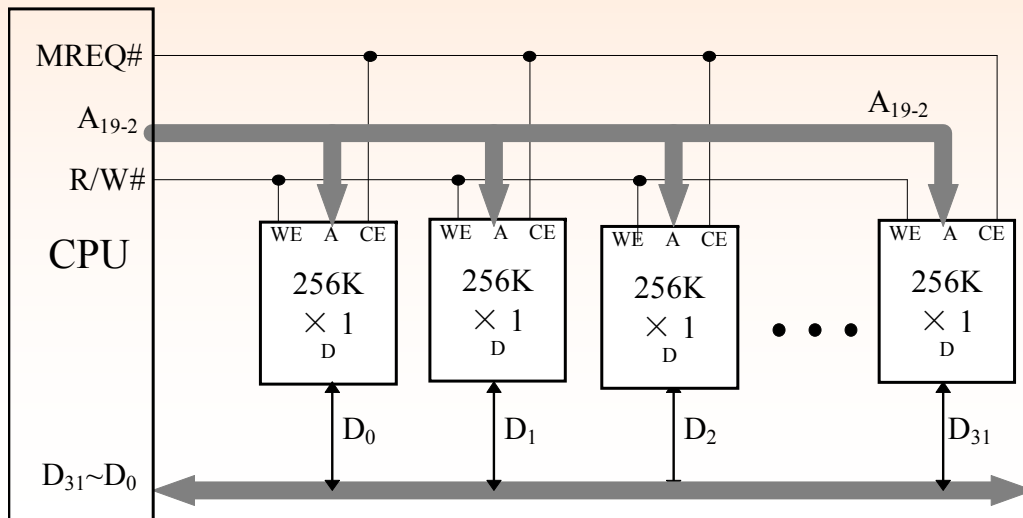 MREQ#
A19-2
A19-2
R/W#
CPU
WE A CE
256K
× 1
D
WE A CE
256K
× 1
D
WE A CE
256K
× 1
D
• • •
WE A CE
256K
× 1
D
D0
D1
D2
D31
D31~D0